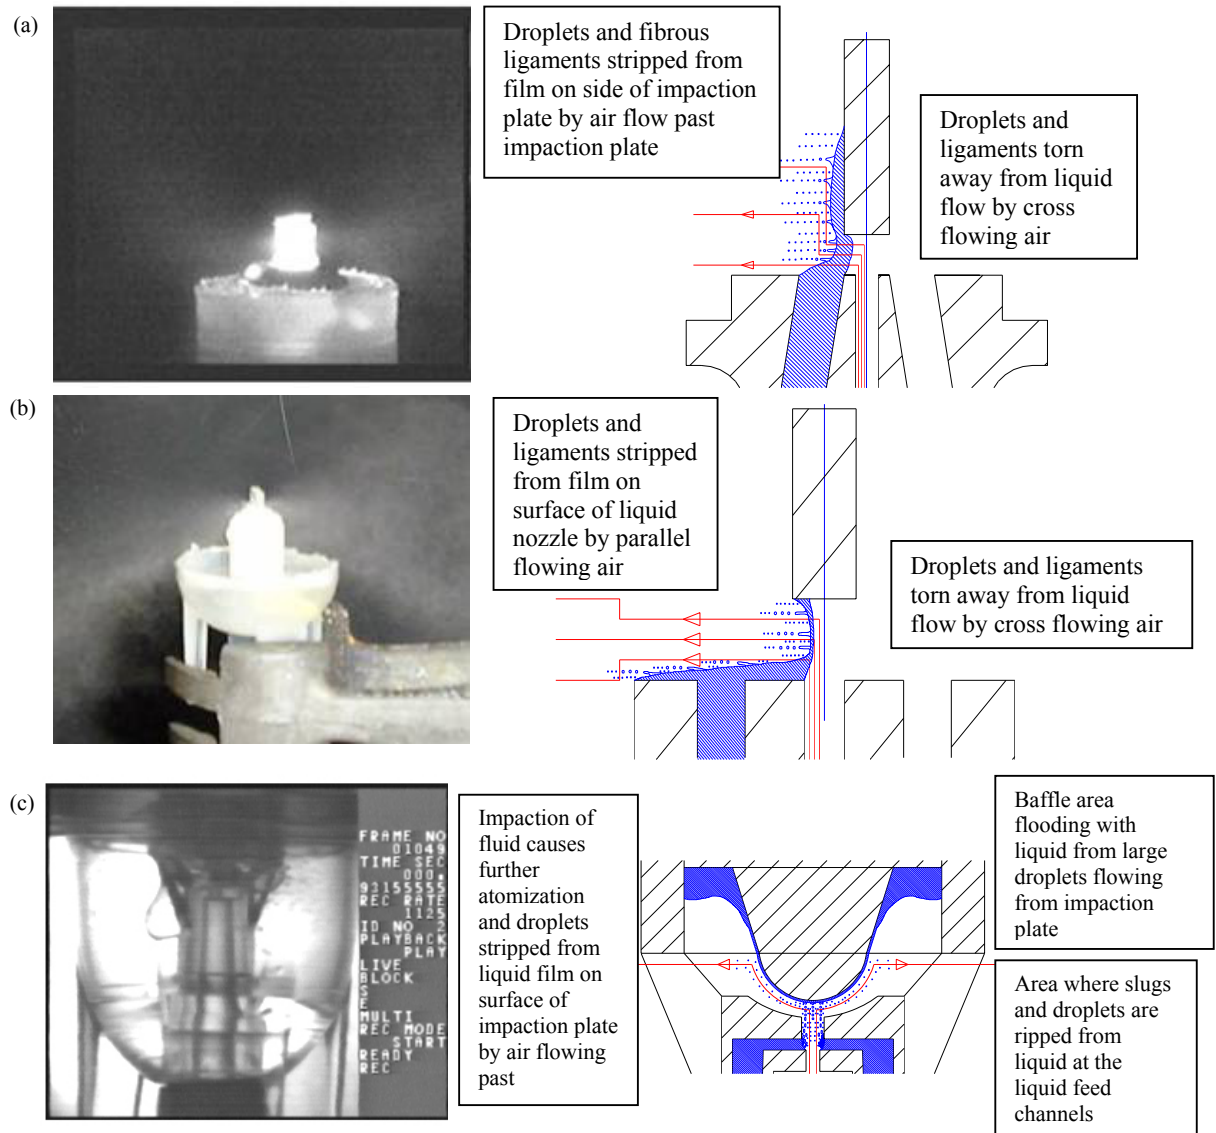 (a)
Droplets and fibrous
ligaments stripped from
film on side of impaction
plate by air flow past
impaction plate
Droplets and
ligaments torn
away from liquid
flow by cross
flowing air
(b)
Droplets and
ligaments stripped
from film on
surface of liquid
nozzle by parallel
flowing air
Droplets and ligaments
torn away from liquid
flow by cross flowing air
(c)
FRAME NO
01049
TIME SEC
000.
93155555
REC RATE
1125
ID NO 2
PLAYBACK
PLAY
LIVE
BLOCK
S
E
MULTI
REC MODE
START
READY
REC
Impaction of
fluid causes
further
atomization
and droplets
stripped from
liquid film on
surface of
impaction plate
by air flowing
past
Baffle area
flooding with
liquid from large
droplets flowing
from impaction
plate
Area where slugs
and droplets are
ripped from
liquid at the
liquid feed
channels